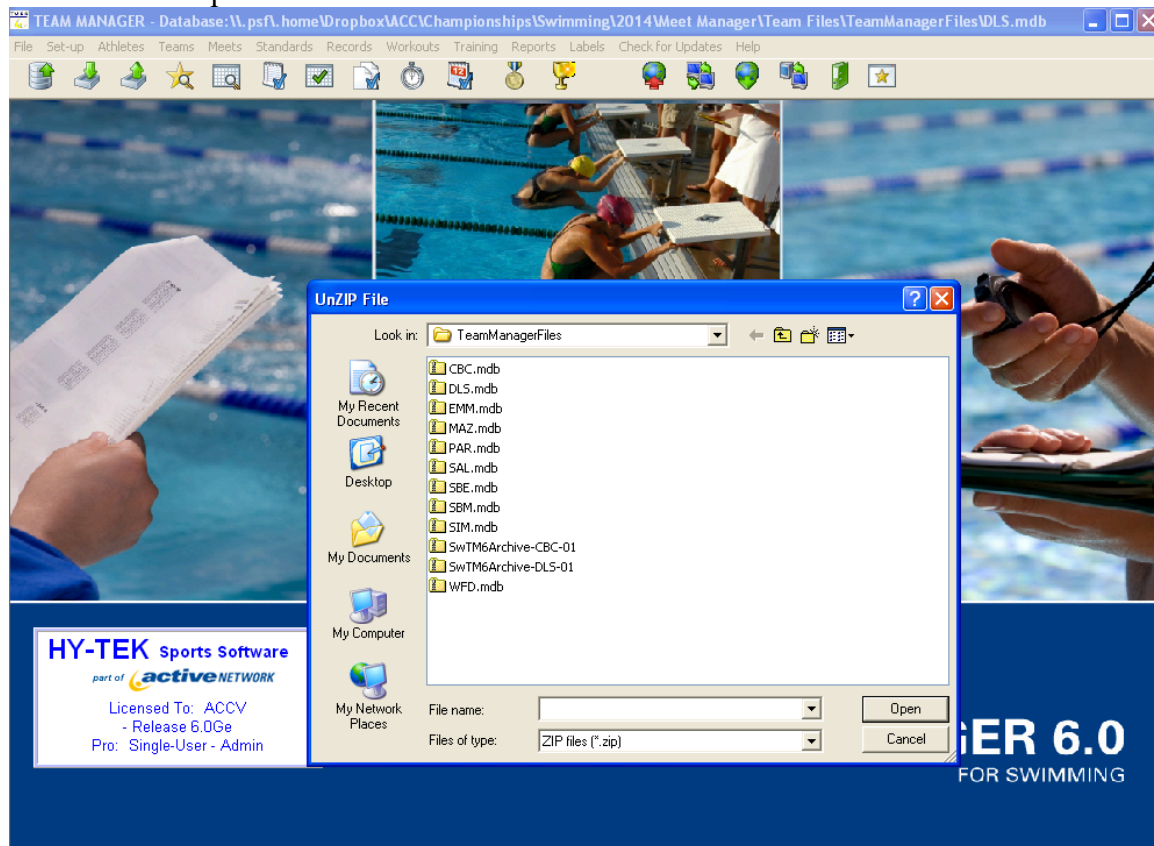 TEAM MANAGER - Database:\\.psf\.home\Dropbox\ACC\Championships\Swimming\2014\Meet Manager\Team Files\TeamManagerFiles\DLS.mdb
File Set-up Athletes Teams Meets Standards Records Workouts Training Reports Labels Check for Updates Help
UnZIP File
Look in: TeamManagerFiles
My Recent Documents
Desktop
My Documents
My Computer
My Network Places
CBC.mdb
DLS.mdb
EMM.mdb
MAZ.mdb
PAR.mdb
SAL.mdb
SBE.mdb
SBM.mdb
SIM.mdb
SwTM6Archive-CBC-01
SwTM6Archive-DLS-01
WFD.mdb
File name: Open
Files of type: ZIP files (*.zip) Cancel
HY-TEK Sports Software
part of active NETWORK
Licensed To: ACCV
- Release 6.0Ge
Pro: Single-User - Admin
GER 6.0
FOR SWIMMING